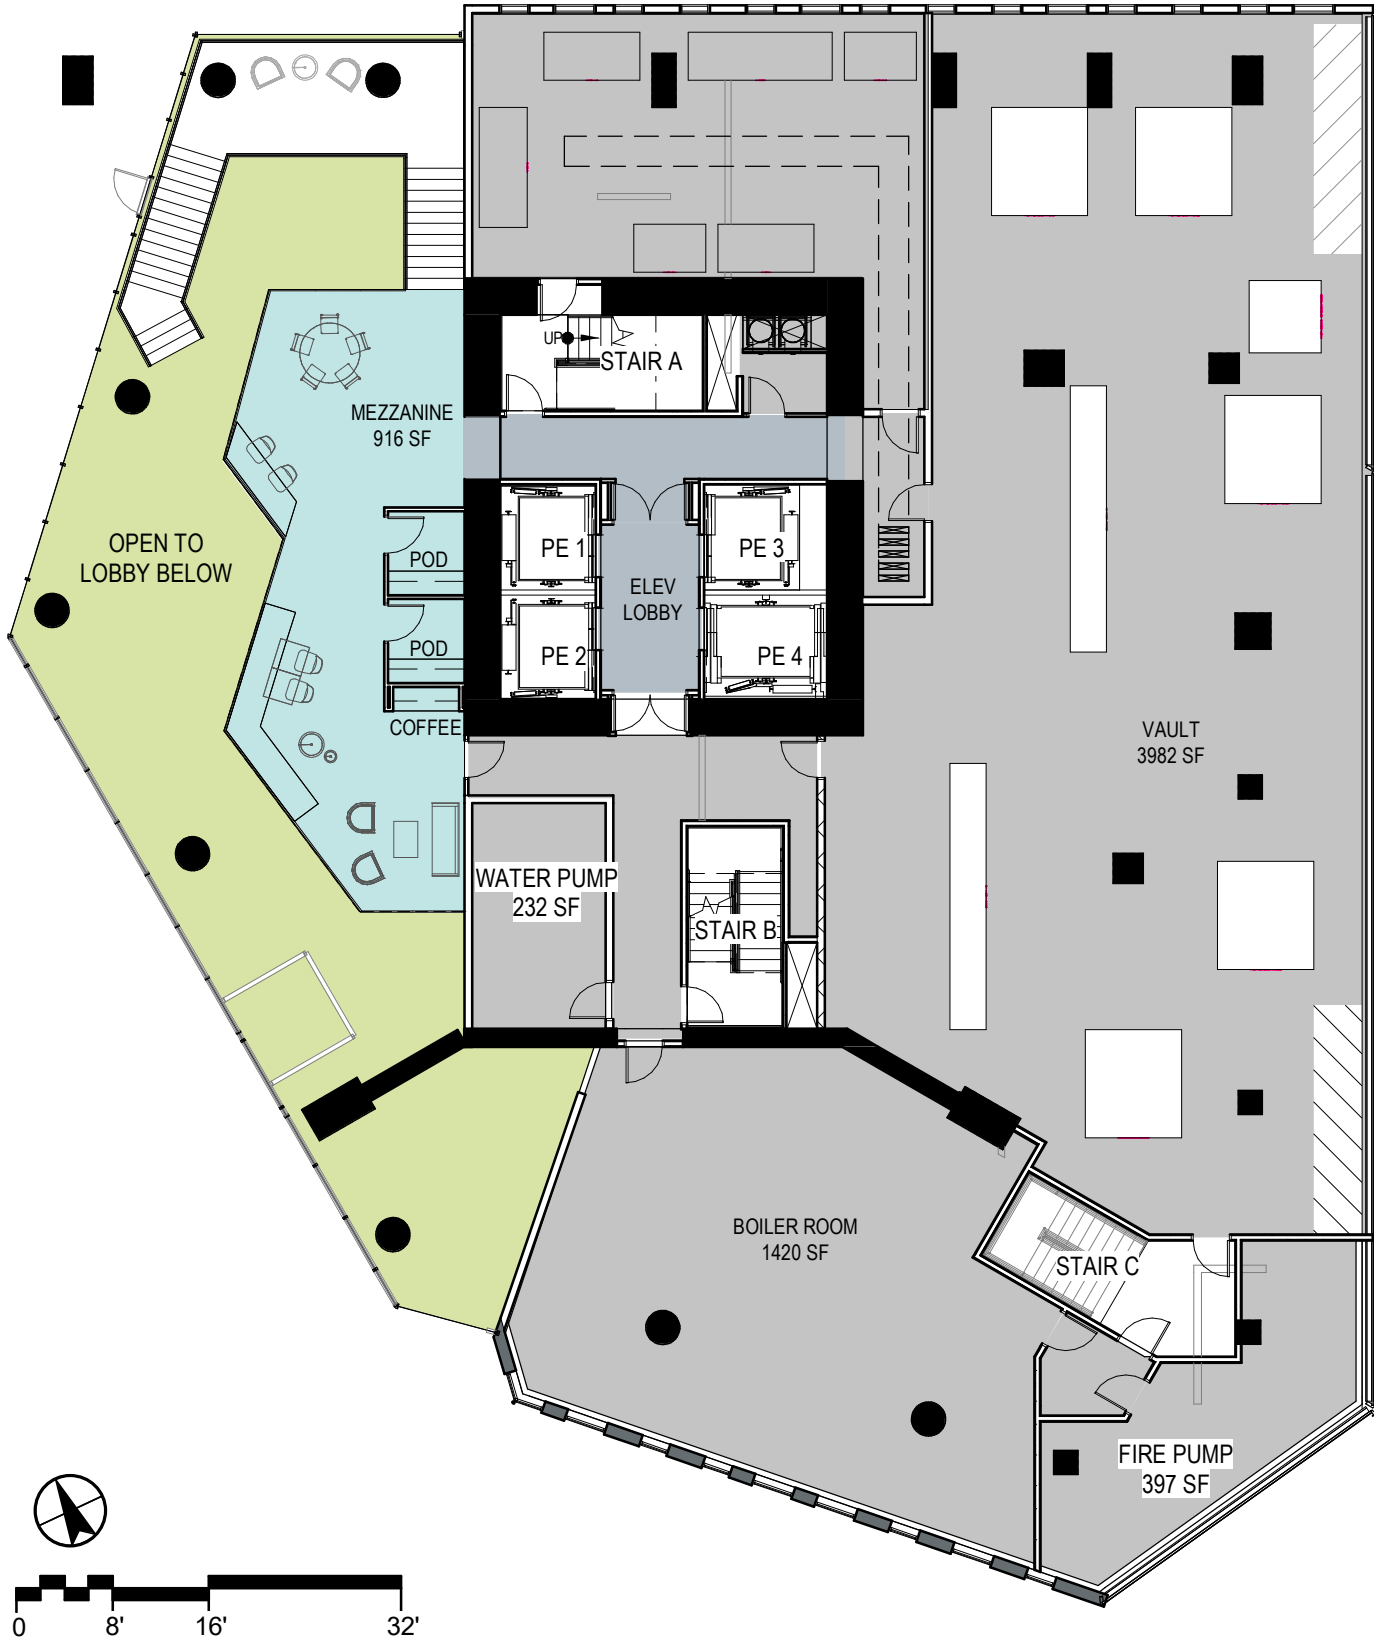 UP
STAIR A
MEZZANINE
916 SF
OPEN TO
LOBBY BELOW
POD
PE 1
PE 3
ELEV
LOBBY
POD
PE 2
PE 4
COFFEE
VAULT
3982 SF
WATER PUMP
232 SF
STAIR B
BOILER ROOM
1420 SF
STAIR C
FIRE PUMP
397 SF
0 8' 16' 32'